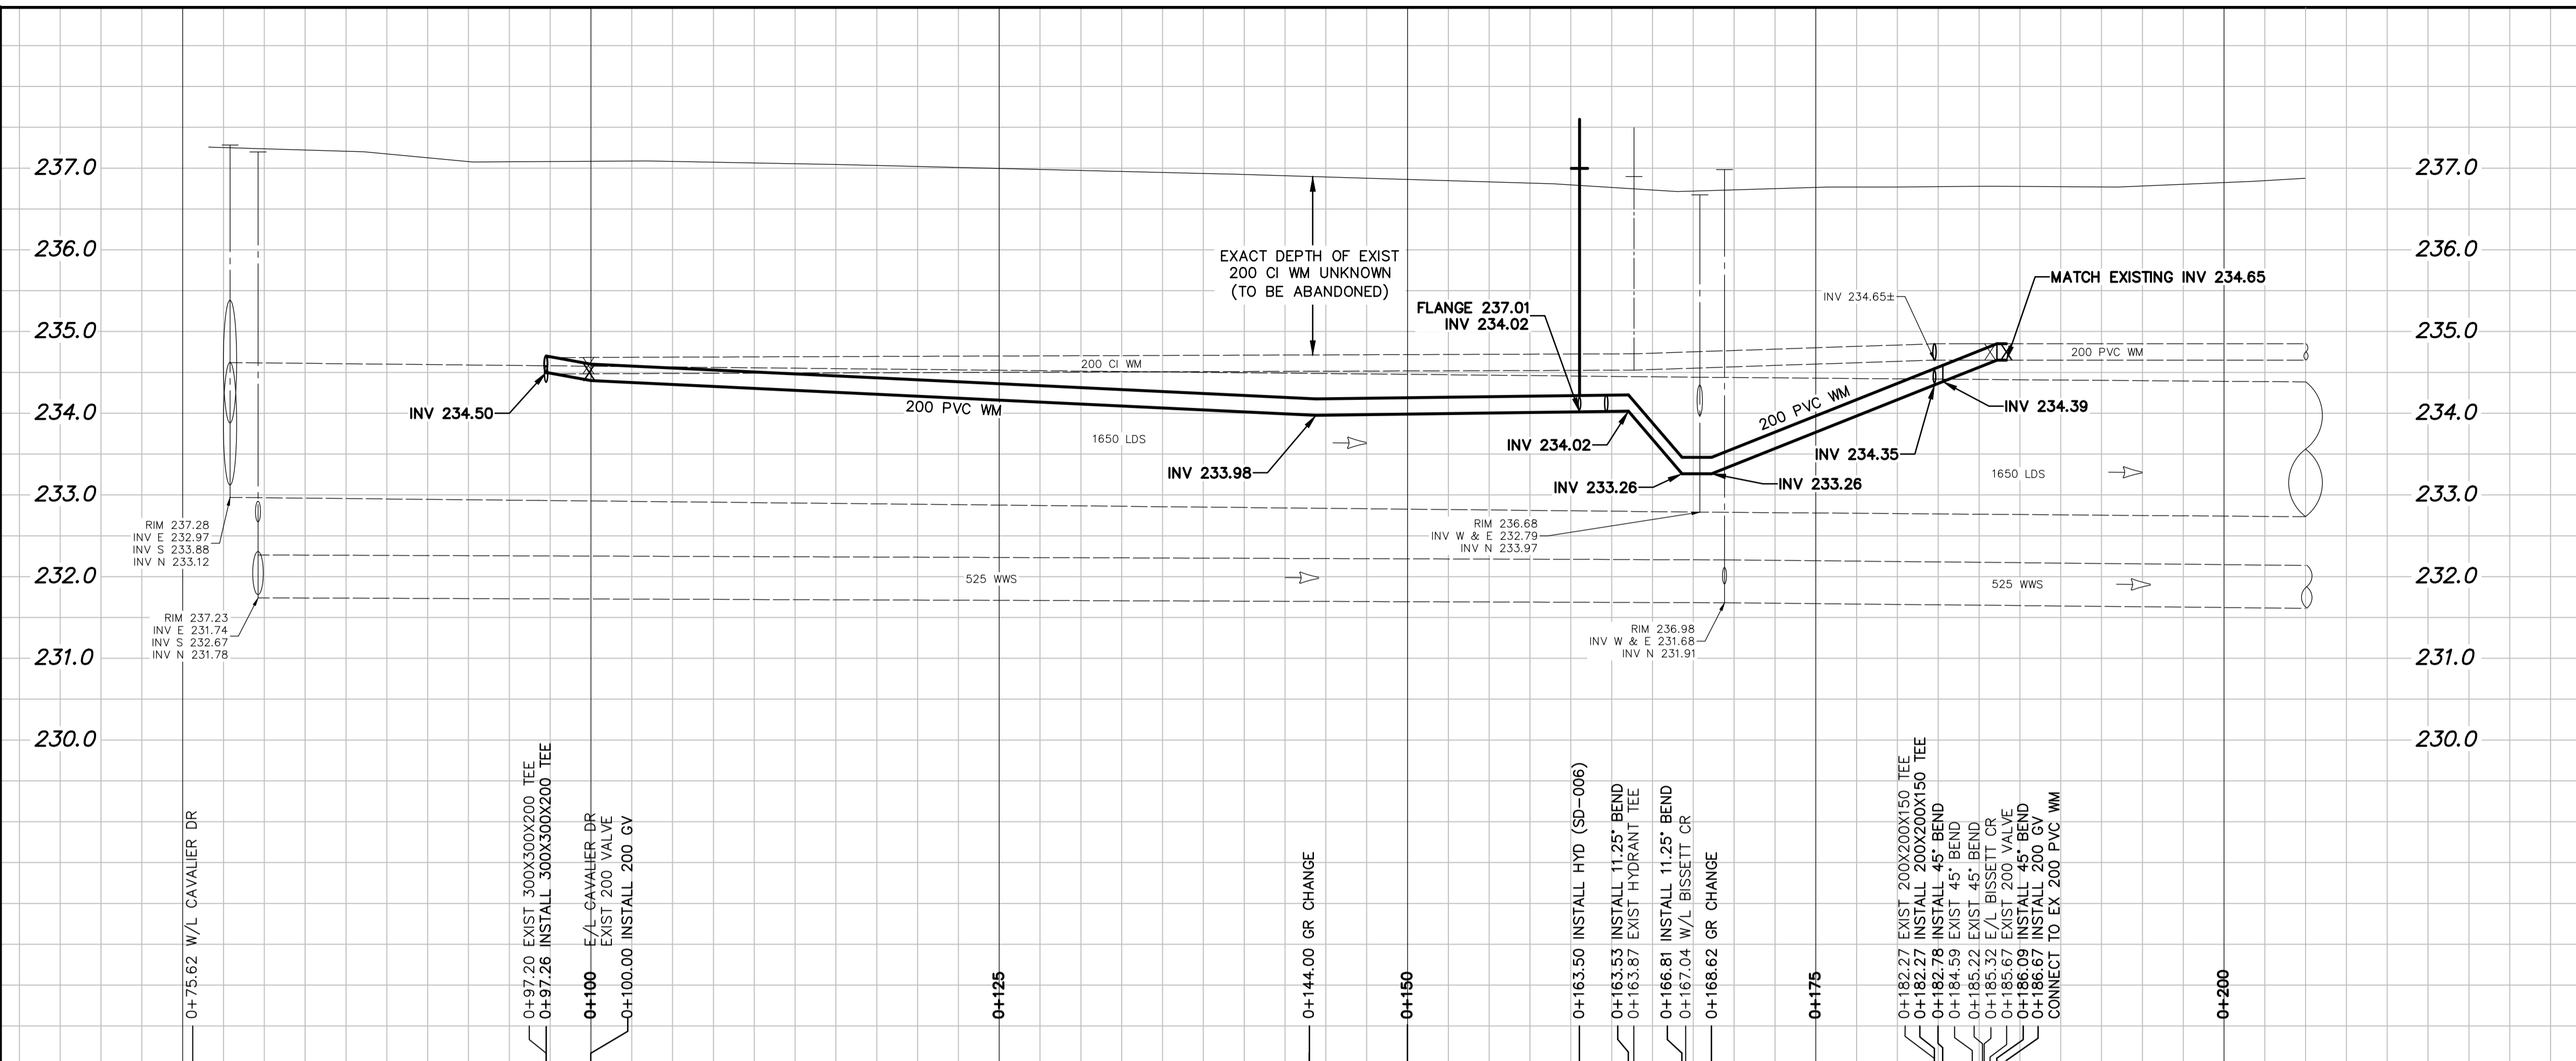 237.0
237.0
236.0
236.0
235.0
235.0
234.0
234.0
233.0
233.0
232.0
232.0
231.0
231.0
230.0
230.0
EXACT DEPTH OF EXIST
200 CI WM UNKNOWN
(TO BE ABANDONED)
FLANGE 237.01
INV 234.02
INV 234.65±
MATCH EXISTING INV 234.65
200 CI WM
200 PVC WM
INV 234.50
200 PVC WM
200 PVC WM
INV 234.39
1650 LDS
INV 234.02
INV 234.35
INV 233.98
1650 LDS
INV 233.26
INV 233.26
RIM 237.28
INV E 232.97
INV S 233.88
INV N 233.12
RIM 236.68
INV W & E 232.79
INV N 233.97
525 WWS
525 WWS
RIM 237.23
INV E 231.74
INV S 232.67
INV N 231.78
RIM 236.98
INV W & E 231.68
INV N 231.91
0+75.62 W/L CAVALIER DR
0+97.20 EXIST 300X300X200 TEE
0+97.26 INSTALL 300X300X200 TEE
0+100
E/L CAVALIER DR
EXIST 200 VALVE
0+100.00 INSTALL 200 GV
0+125
0+144.00 GR CHANGE
0+150
0+163.50 INSTALL HYD (SD-006)
0+163.53 INSTALL 11.25° BEND
0+163.87 EXIST HYDRANT TEE
0+166.81 INSTALL 11.25° BEND
0+167.04 W/L BISSETT CR
0+168.62 GR CHANGE
0+175
0+182.27 EXIST 200X200X150 TEE
0+182.27 INSTALL 200X200X150 TEE
0+182.78 INSTALL 45° BEND
0+184.59 EXIST 45° BEND
0+185.22 EXIST 45° BEND
0+185.32 E/L BISSETT CR
0+185.67 EXIST 200 VALVE
0+186.09 INSTALL 45° BEND
0+186.67 INSTALL 200 GV
CONNECT TO EX 200 PVC WM
0+200